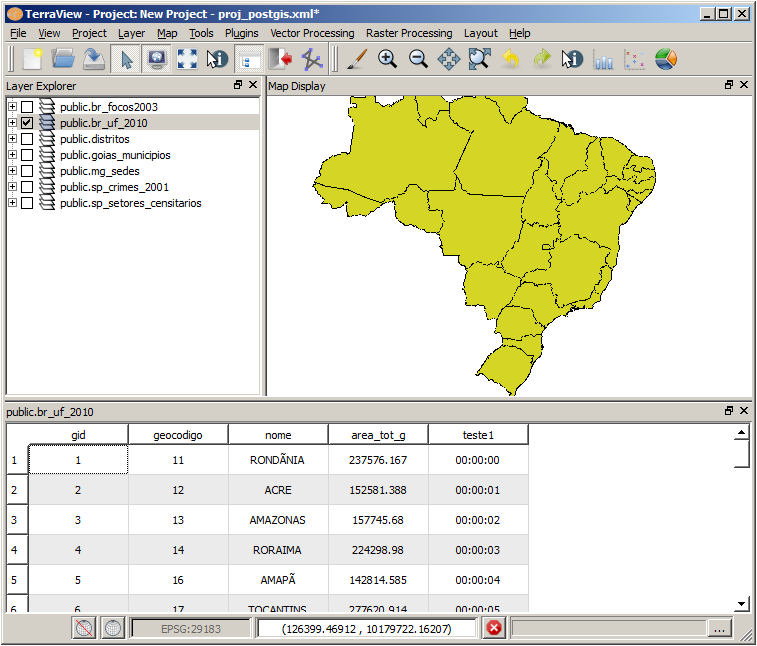 TerraView - Project: New Project - proj_postgis.xml*
File View Project Layer Map Tools Plugins Vector Processing Raster Processing Layout Help
Layer Explorer
Map Display
public.br_focos2003
public.br_uf_2010
public.distritos
public.goias_municipios
public.mg_sedes
public.sp_crimes_2001
public.sp_setores_censitarios
public.br_uf_2010
gid geocodigo nome area_tot_g teste1
1 1 11 RONDÃNIA 237576.167 00:00:00
2 2 12 ACRE 152581.388 00:00:01
3 3 13 AMAZONAS 157745.68 00:00:02
4 4 14 RORAIMA 224298.98 00:00:03
5 5 16 AMAPÃ 142814.585 00:00:04
6 6 17 TOCANTINS 277620.914 00:00:05
EPSG:29183 (126399.46912 , 10179722.16207) ...